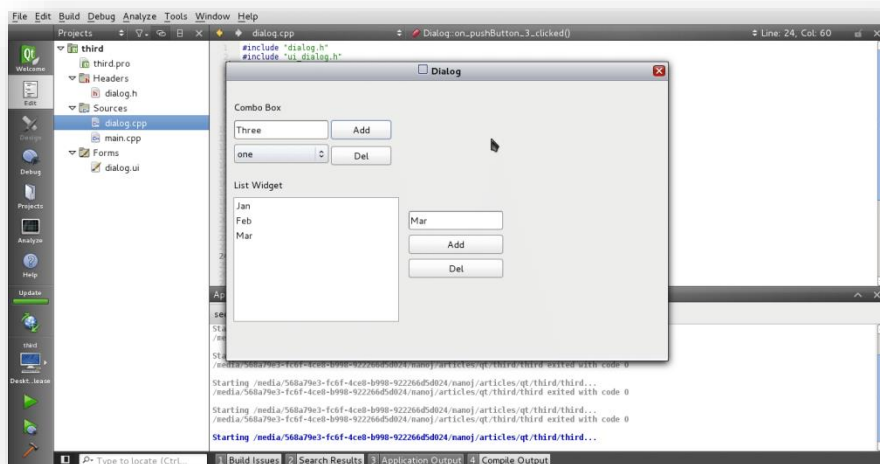 File Edit Build Debug Analyze Tools Window Help
Projects
dialog.cpp
Dialog::on_pushButton_3_clicked()
Line: 24, Col: 60
Qt
Welcome
Edit
Design
Debug
Projects
Analyze
Help
Update
third
Deskt...lease
third
third.pro
Headers
dialog.h
Sources
dialog.cpp
main.cpp
Forms
dialog.ui
1 #include "dialog.h"
#include "ui_dialog.h"
Dialog
Combo Box
Three
Add
one
Del
List Widget
Jan
Feb
Mar
Mar
Add
Del
/media/568a79e3-fc6f-4ce8-b998-922266d5d024/manoj/articles/qt/third/third exited with code 0
Starting /media/568a79e3-fc6f-4ce8-b998-922266d5d024/manoj/articles/qt/third/third...
/media/568a79e3-fc6f-4ce8-b998-922266d5d024/manoj/articles/qt/third/third exited with code 0
Starting /media/568a79e3-fc6f-4ce8-b998-922266d5d024/manoj/articles/qt/third/third...
/media/568a79e3-fc6f-4ce8-b998-922266d5d024/manoj/articles/qt/third/third exited with code 0
Starting /media/568a79e3-fc6f-4ce8-b998-922266d5d024/manoj/articles/qt/third/third...
Type to locate (Ctrl...
1 Build Issues 2 Search Results 3 Application Output 4 Compile Output